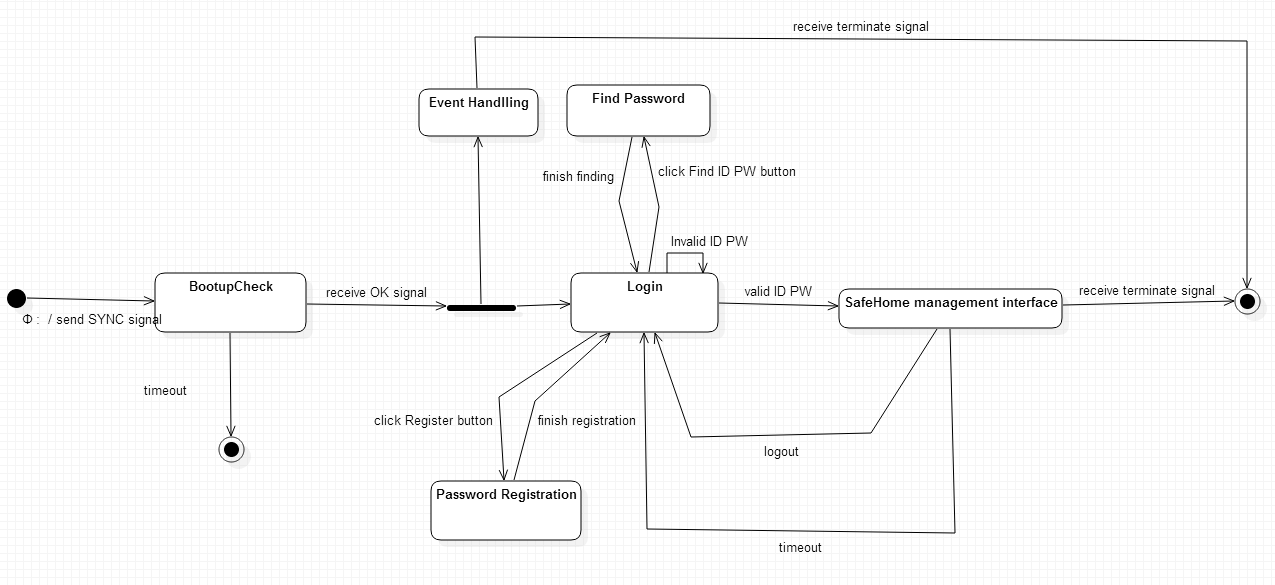 receive terminate signal
Event Handlling
Find Password
finish finding
click Find ID PW button
Invalid ID PW
BootupCheck
receive OK signal
Login
valid ID PW
SafeHome management interface
receive terminate signal
Φ : / send SYNC signal
timeout
click Register button
finish registration
logout
Password Registration
timeout